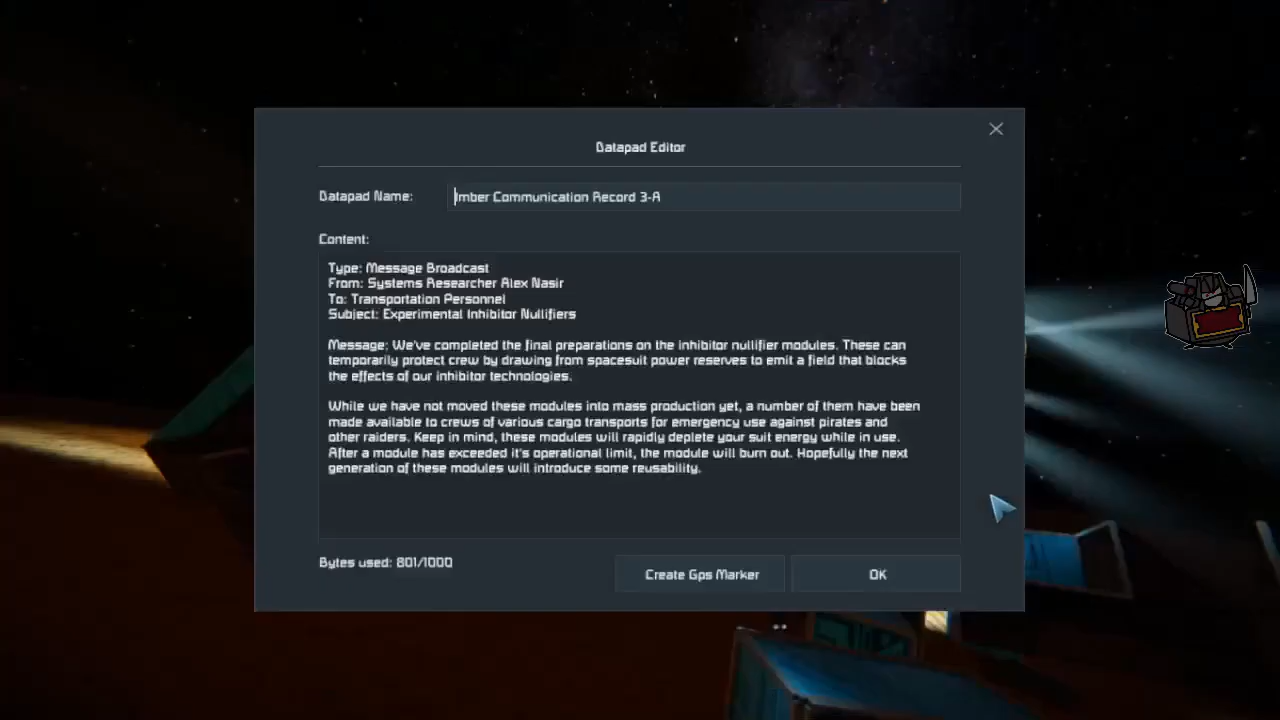 Datapad Editor
Datapad Name: Imber Communication Record 3-A
Content:
Type: Message Broadcast
From: Systems Researcher Alex Nasir
To: Transportation Personnel
Subject: Experimental Inhibitor Nullifiers
Message: We've completed the final preparations on the inhibitor nullifier modules. These can
temporarily protect crew by drawing from spacesuit power reserves to emit a field that blocks
the effects of our inhibitor technologies.
While we have not moved these modules into mass production yet, a number of them have been
made available to crews of various cargo transports for emergency use against pirates and
other raiders. Keep in mind, these modules will rapidly deplete your suit energy while in use.
After a module has exceeded it's operational limit, the module will burn out. Hopefully the next
generation of these modules will introduce some reusability.
Bytes used: 801/1000
Create Gps Marker
OK